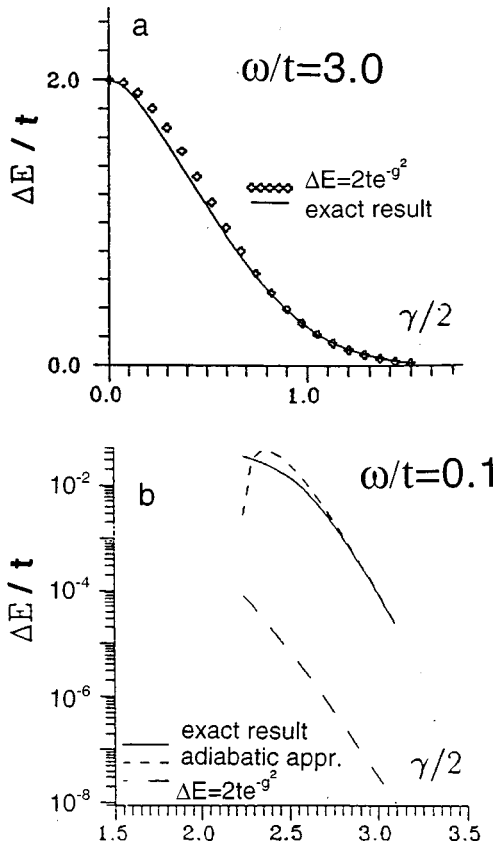 a
ω/t=3.0
2.0
ΔE / t
ΔE=2te^-g²
exact result
γ/2
0.0
0.0
1.0
b
ω/t=0.1
10^-2
10^-4
10^-6
10^-8
ΔE / t
exact result
adiabatic appr.
ΔE=2te^-g²
γ/2
1.5
2.0
2.5
3.0
3.5